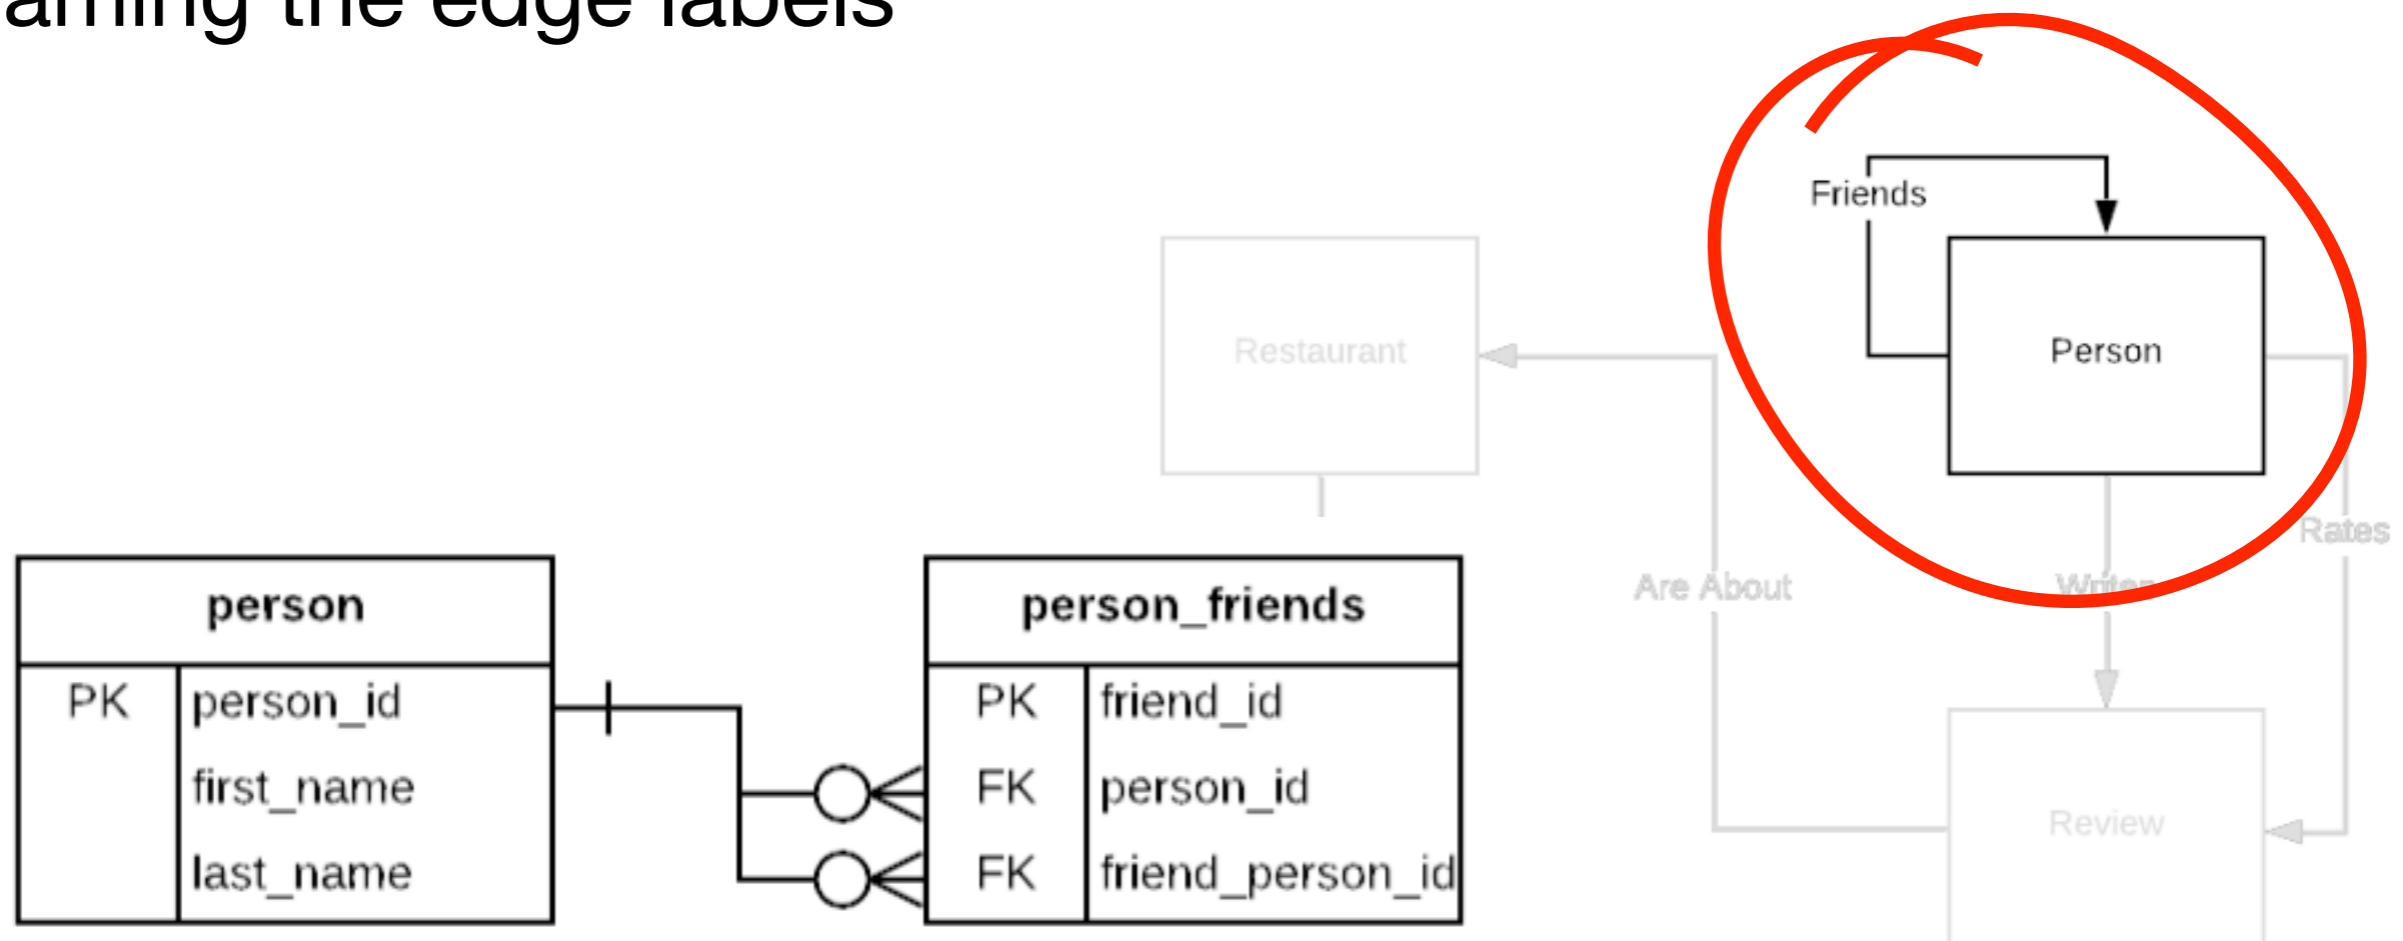 aming the edge labels
Friends
Restaurant
Person
Rates
Are About
Writes
person
PK person_id
first_name
last_name
person_friends
PK friend_id
FK person_id
FK friend_person_id
Review